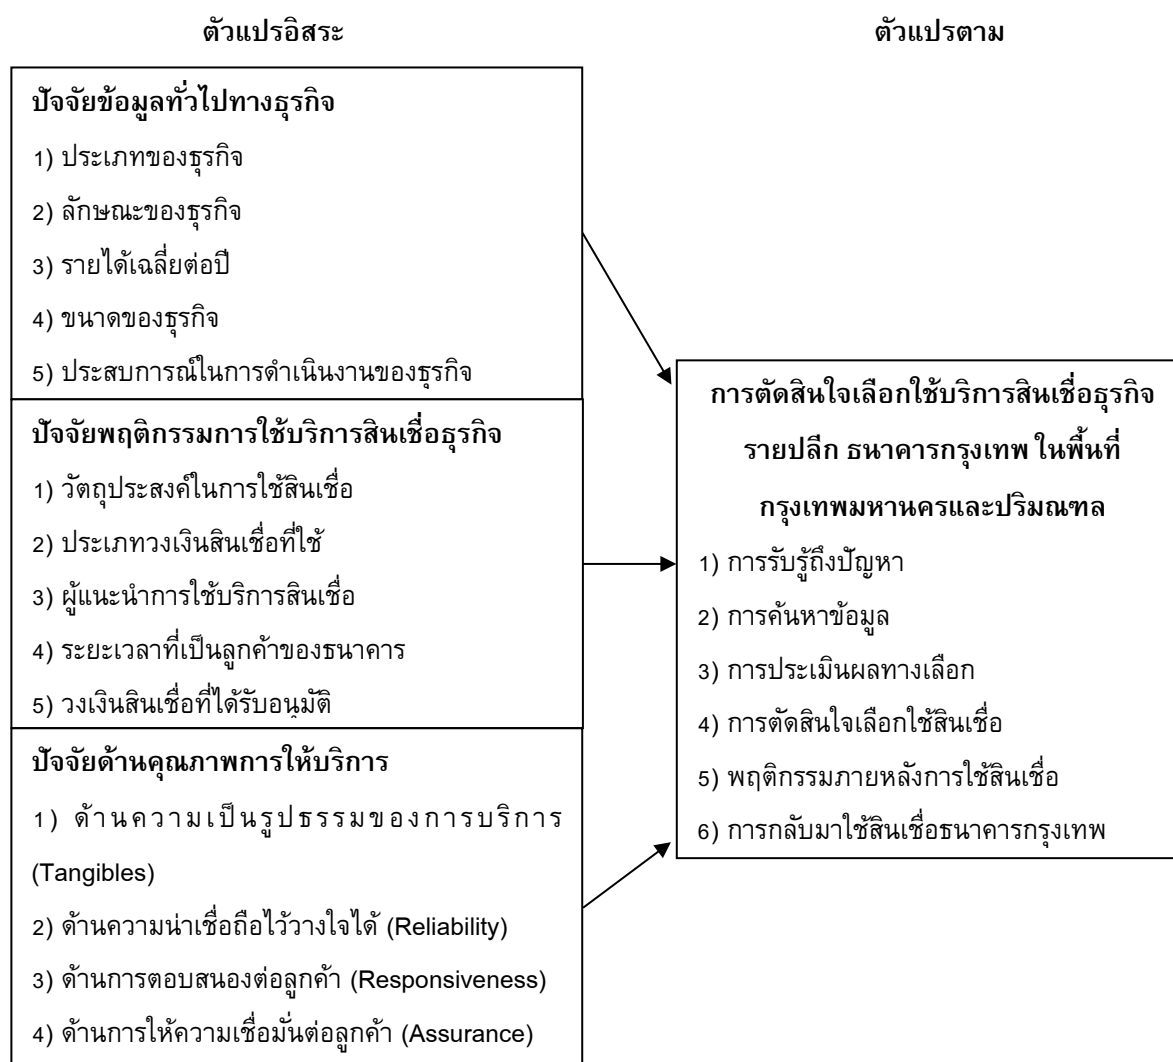 ตัวแปรอิสระ
ตัวแปรตาม
ปัจจัยข้อมูลทั่วไปทางธุรกิจ
1) ประเภทของธุรกิจ
2) ลักษณะของธุรกิจ
3) รายได้เฉลี่ยต่อปี
4) ขนาดของธุรกิจ
5) ประสบการณ์ในการดำเนินงานของธุรกิจ
ปัจจัยพฤติกรรมการใช้บริการสินเชื่อธุรกิจ
1) วัตถุประสงค์ในการใช้สินเชื่อ
2) ประเภทวงเงินสินเชื่อที่ใช้
3) ผู้แนะนำการใช้บริการสินเชื่อ
4) ระยะเวลาที่เป็นลูกค้าของธนาคาร
5) วงเงินสินเชื่อที่ได้รับอนุมัติ
ปัจจัยด้านคุณภาพการให้บริการ
1) ด้านความเป็นรูปธรรมของการบริการ
(Tangibles)
2) ด้านความน่าเชื่อถือไว้วางใจได้ (Reliability)
3) ด้านการตอบสนองต่อลูกค้า (Responsiveness)
4) ด้านการให้ความเชื่อมั่นต่อลูกค้า (Assurance)
การตัดสินใจเลือกใช้บริการสินเชื่อธุรกิจ
รายปลีก ธนาคารกรุงเทพ ในพื้นที่
กรุงเทพมหานครและปริมณฑล
1) การรับรู้ถึงปัญหา
2) การค้นหาข้อมูล
3) การประเมินผลทางเลือก
4) การตัดสินใจเลือกใช้สินเชื่อ
5) พฤติกรรมภายหลังการใช้สินเชื่อ
6) การกลับมาใช้สินเชื่อธนาคารกรุงเทพ